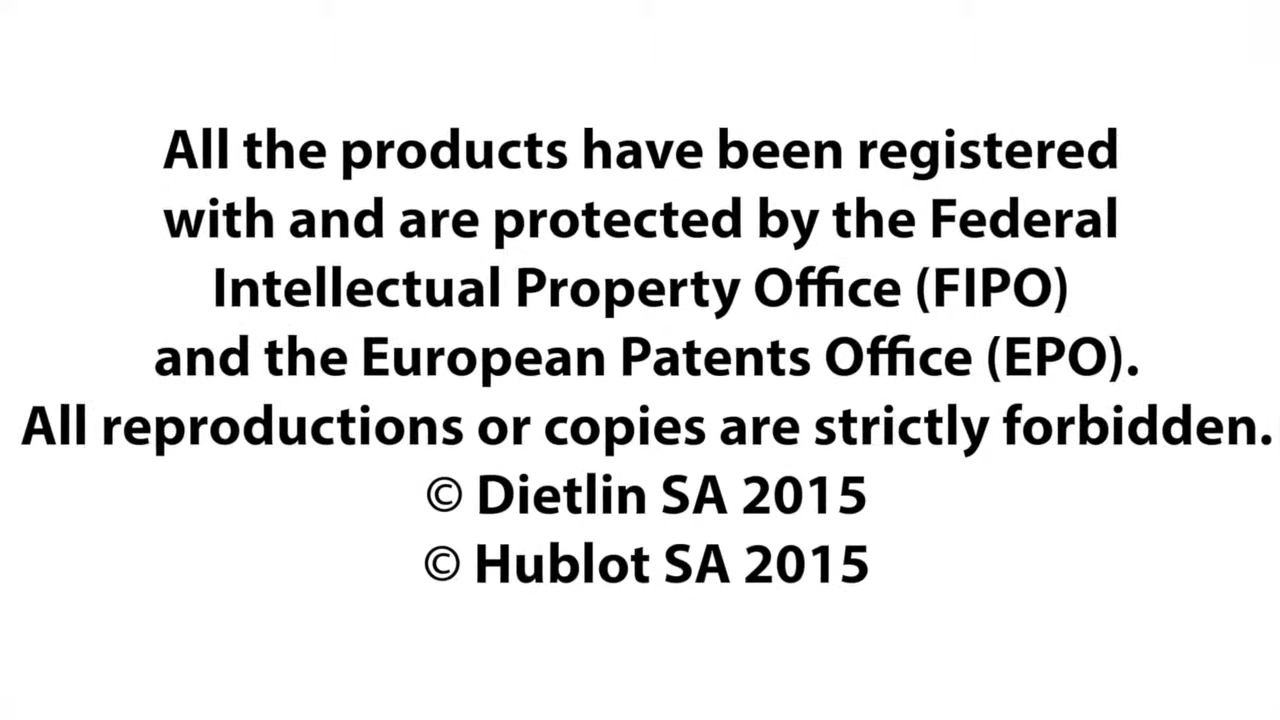 All the products have been registered
with and are protected by the Federal
Intellectual Property Office (FIPO)
and the European Patents Office (EPO).
All reproductions or copies are strictly forbidden.
© Dietlin SA 2015
© Hublot SA 2015